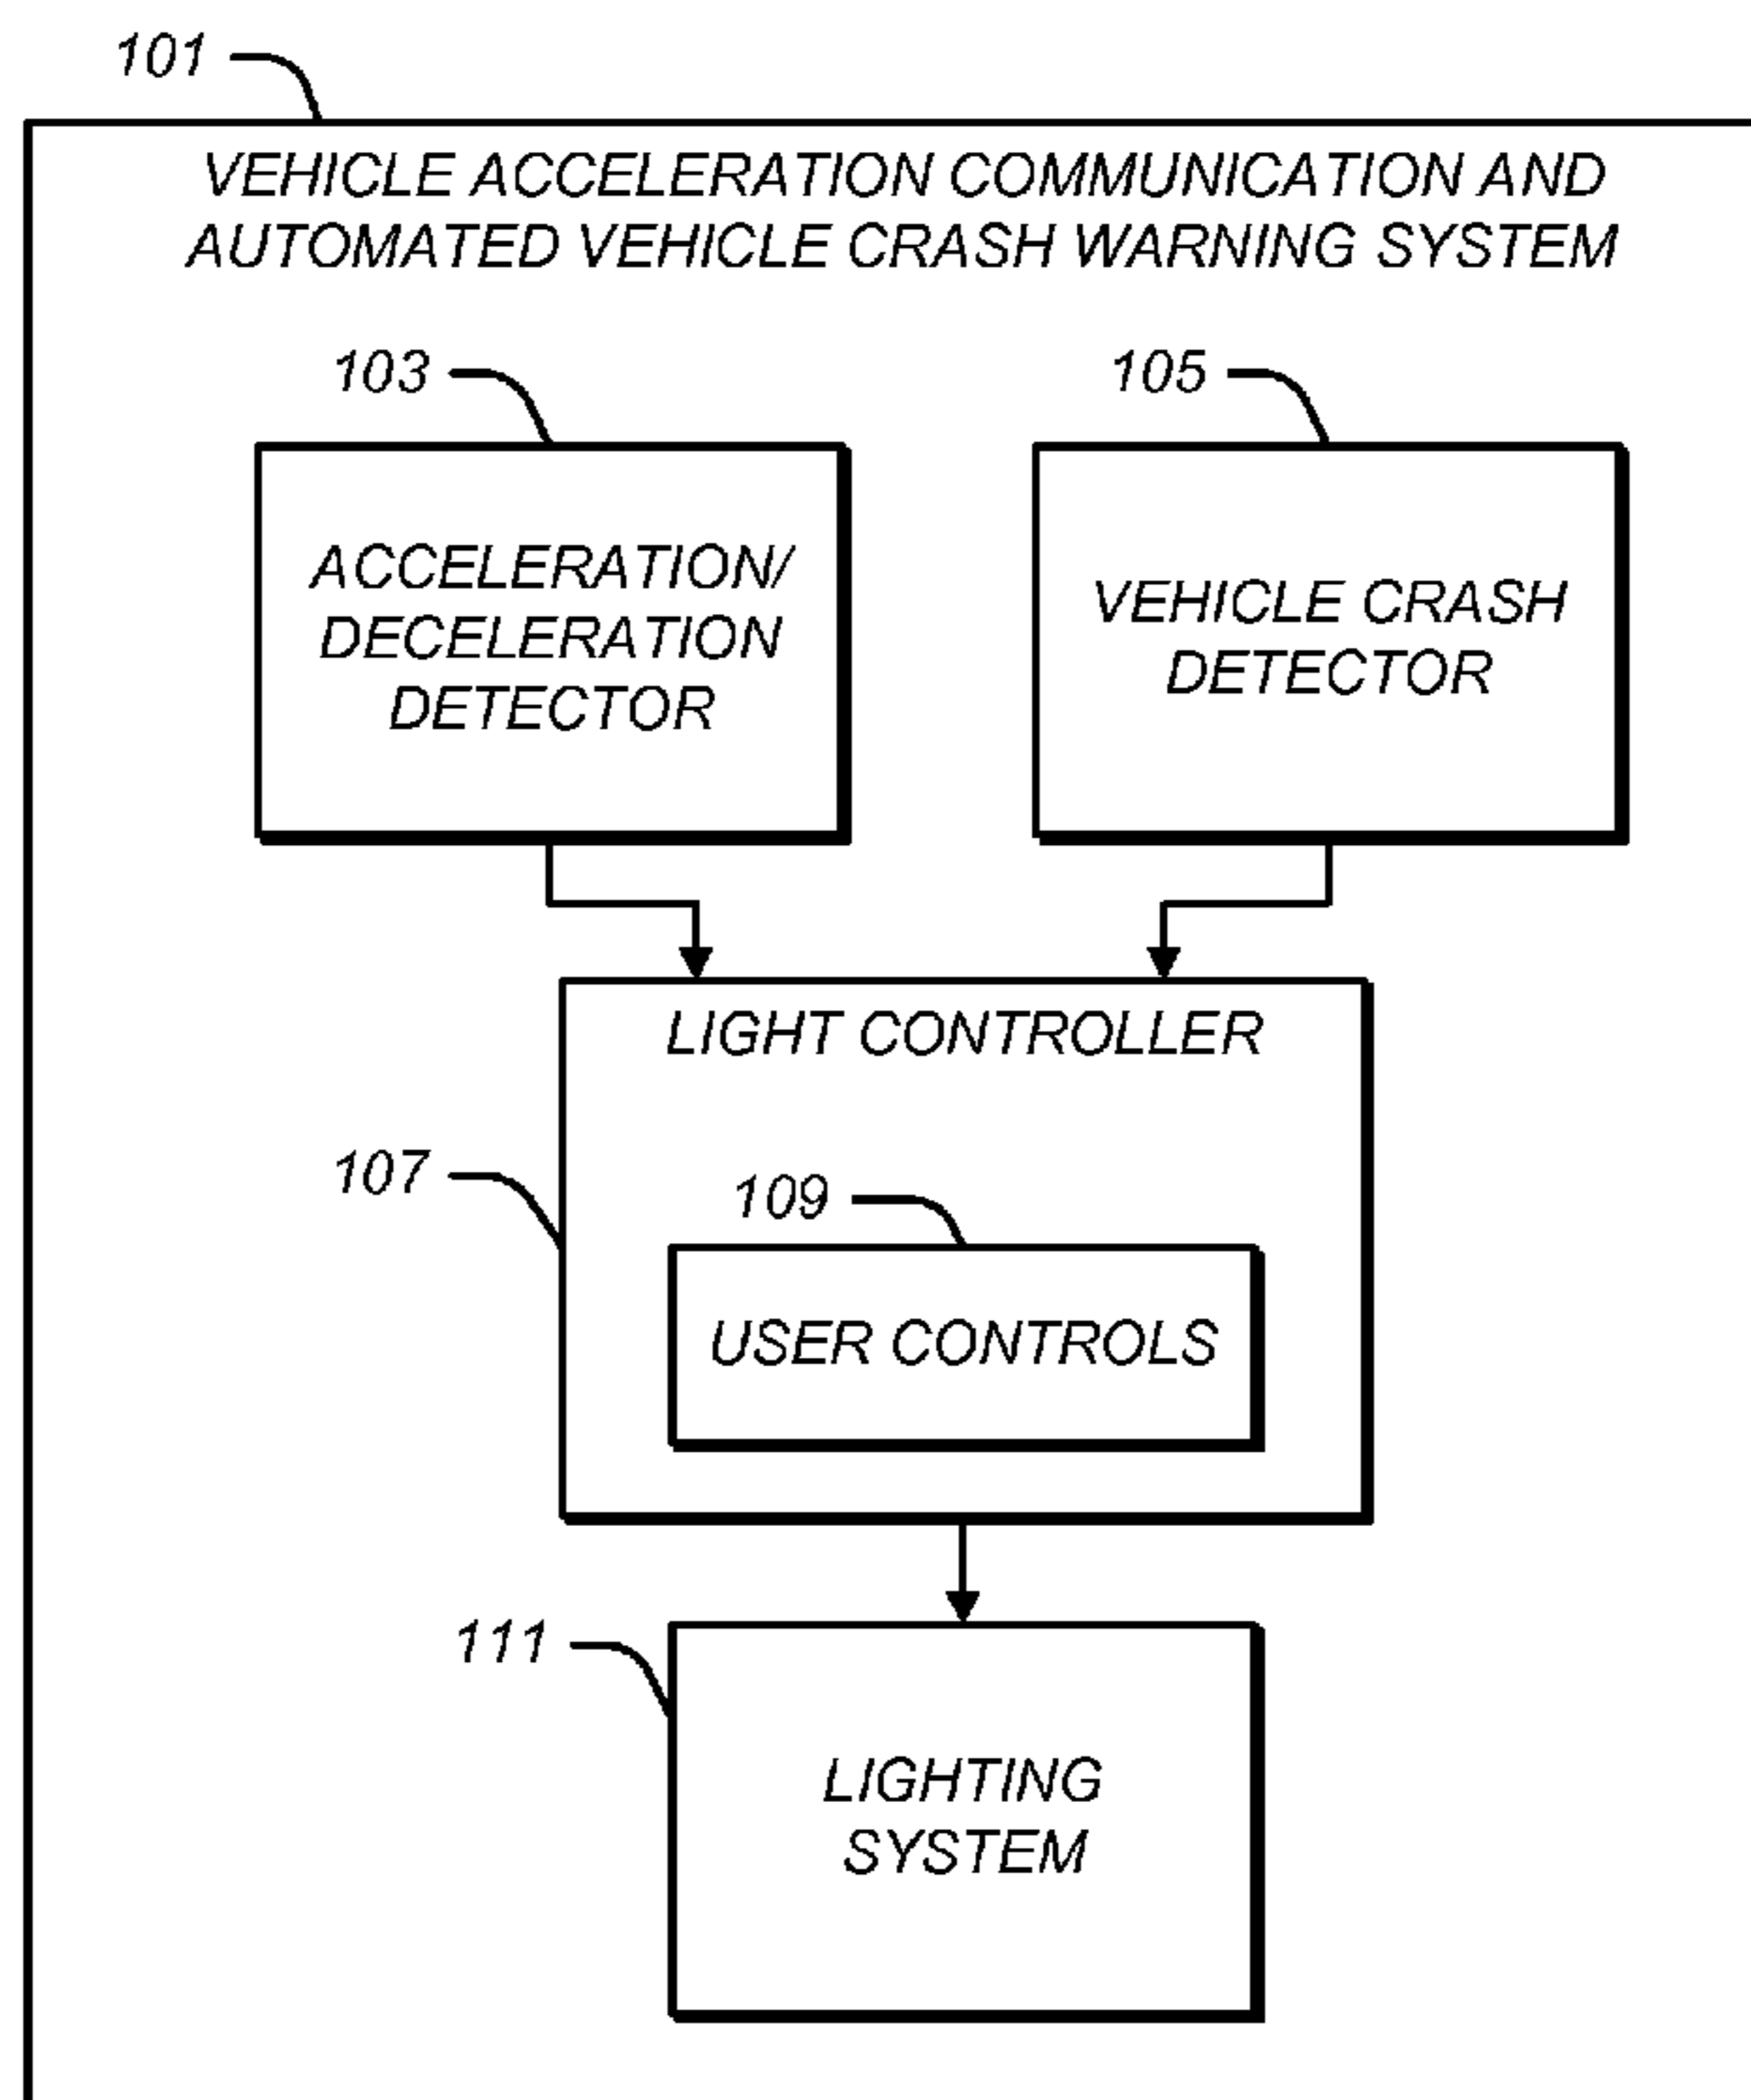 101
VEHICLE ACCELERATION COMMUNICATION AND
AUTOMATED VEHICLE CRASH WARNING SYSTEM
103
105
ACCELERATION/
DECELERATION
DETECTOR
VEHICLE CRASH
DETECTOR
LIGHT CONTROLLER
107
109
USER CONTROLS
111
LIGHTING
SYSTEM